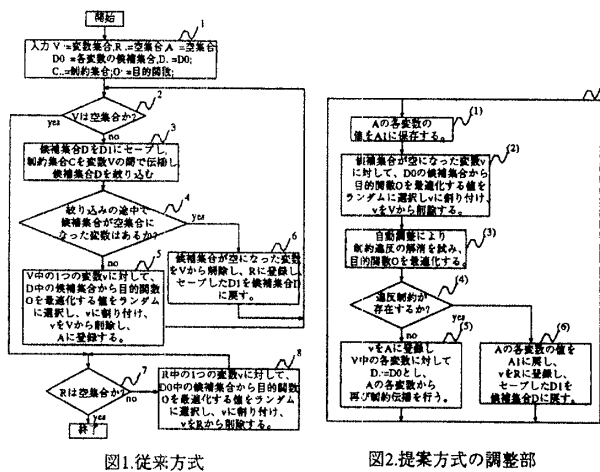 開始
1
入力 V:=変数集合,R:=空集合 A:=空集合
D0:=各変数の候補集合,D:=D0;
C:=制約集合;O:=目的関数;
2
Vは空集合か?
yes
no
3
候補集合DをD1にセーブし、
制約集合Cを変数Vの間で伝播し、
候補集合Dを絞り込む
4
絞り込みの途中で
候補集合が空集合に
なった変数はあるか?
yes
no
5
V中の1つの変数vに対して、
D中の候補集合から目的関数
Oを最適化する値をランダム
に選択し、vに割り付け、
vをVから削除し、
Aに登録する。
6
候補集合が空になった変数
をVから削除し、Rに登録し、
セーブしたD1を候補集合D
に戻す。
7
Rは空集合か?
yes
no
終了
8
R中の1つの変数vに対して、
D0中の候補集合から目的関数
Oを最適化する値をランダム
に選択し、vに割り付け、
vをRから削除する。
図1.従来方式
(1)
Aの各変数の
値をA1に保存する。
(2)
候補集合が空になった変数v
に対して、D0の候補集合から
目的関数Oを最適化する値を
ランダムに選択しvに割り付け、
vをVから削除する。
(3)
自動調整により
制約違反の解消を試み、
目的関数Oを最適化する。
(4)
違反制約が
存在するか?
no
yes
(5)
vをAに登録し
V中の各変数に対して
D:=D0とし、
Aの各変数から
再び制約伝播を行う。
(6)
Aの各変数の値を
A1に戻し、
vをRに登録し、
セーブしたD1を
候補集合Dに戻す。
図2.提案方式の調整部